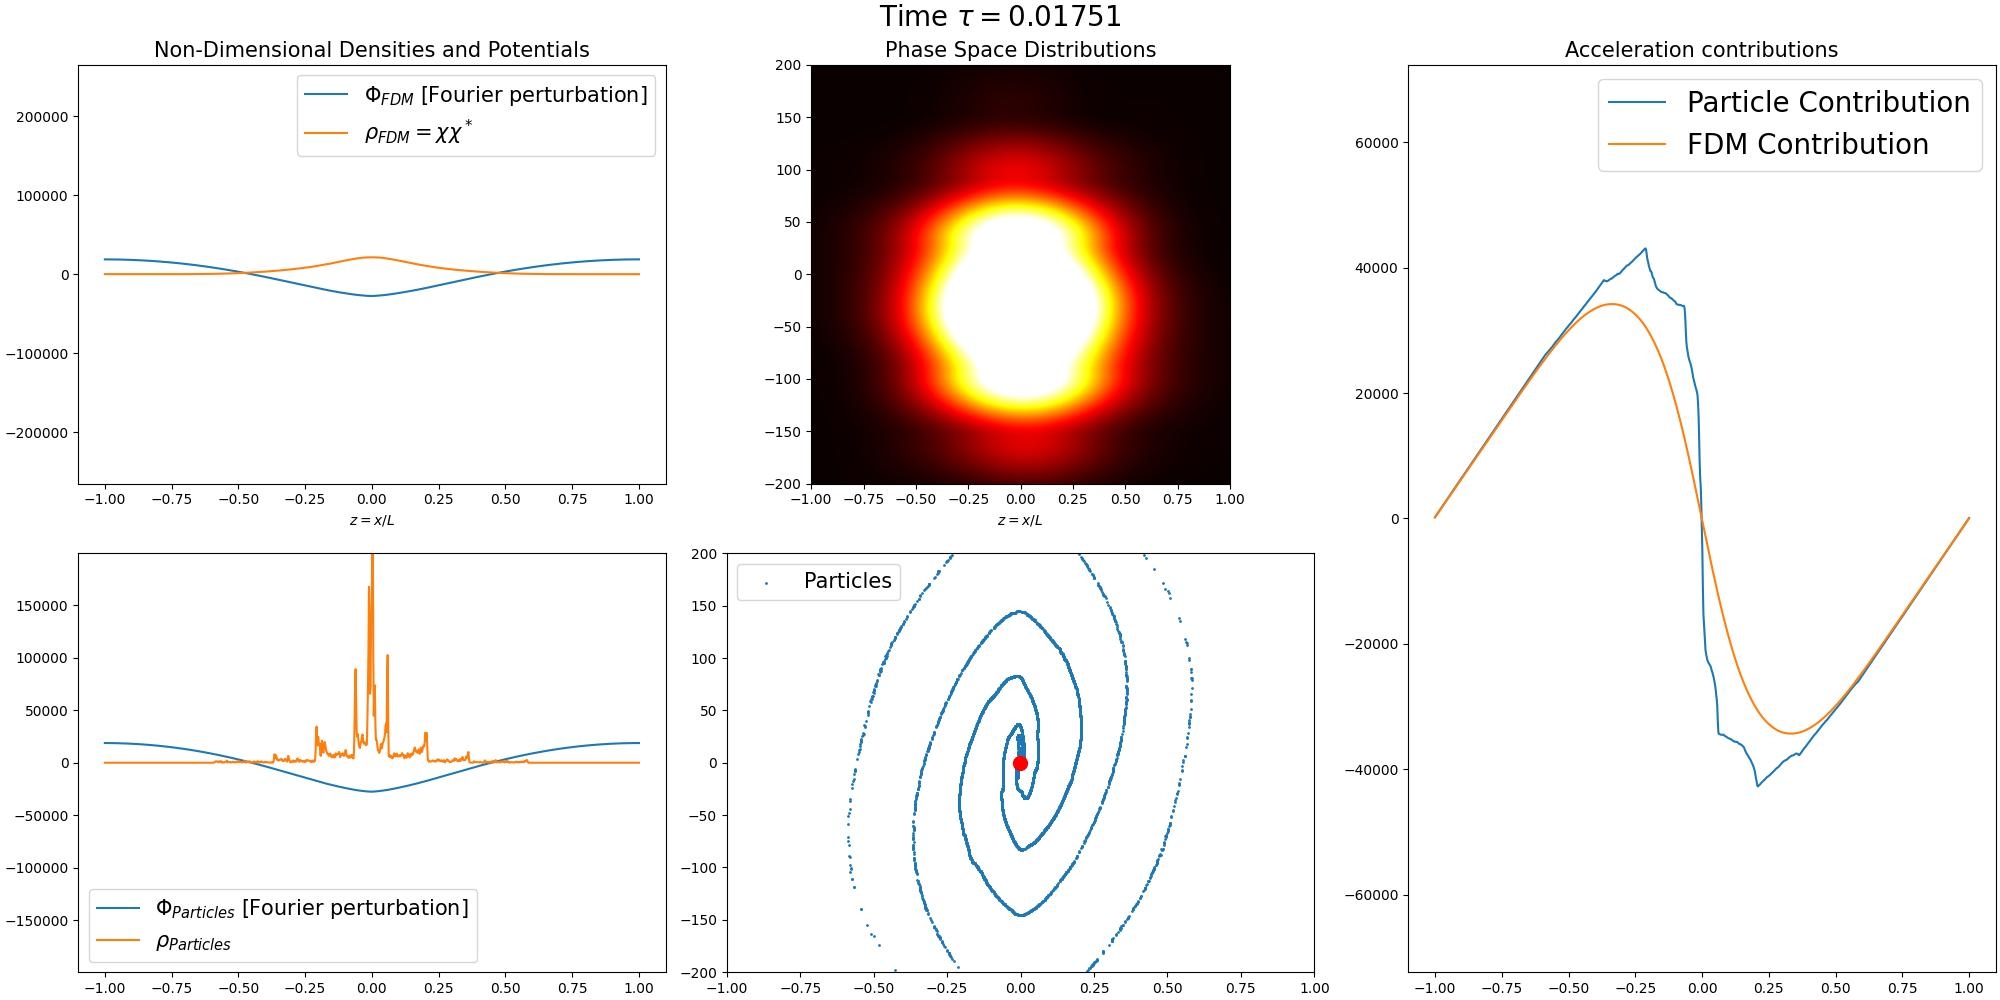 Time τ = 0.01751
Non-Dimensional Densities and Potentials
Φ_FDM [Fourier perturbation]
ρ_FDM = χχ*
200000
100000
0
−100000
−200000
−1.00 −0.75 −0.50 −0.25 0.00 0.25 0.50 0.75 1.00
z = x/L
Phase Space Distributions
200
150
100
50
0
−50
−100
−150
−200
−1.00 −0.75 −0.50 −0.25 0.00 0.25 0.50 0.75 1.00
z = x/L
Acceleration contributions
Particle Contribution
FDM Contribution
60000
40000
20000
0
−20000
−40000
−60000
−1.00 −0.75 −0.50 −0.25 0.00 0.25 0.50 0.75 1.00
150000
100000
50000
0
−50000
−100000
−150000
Φ_Particles [Fourier perturbation]
ρ_Particles
−1.00 −0.75 −0.50 −0.25 0.00 0.25 0.50 0.75 1.00
Particles
200
150
100
50
0
−50
−100
−150
−200
−1.00 −0.75 −0.50 −0.25 0.00 0.25 0.50 0.75 1.00